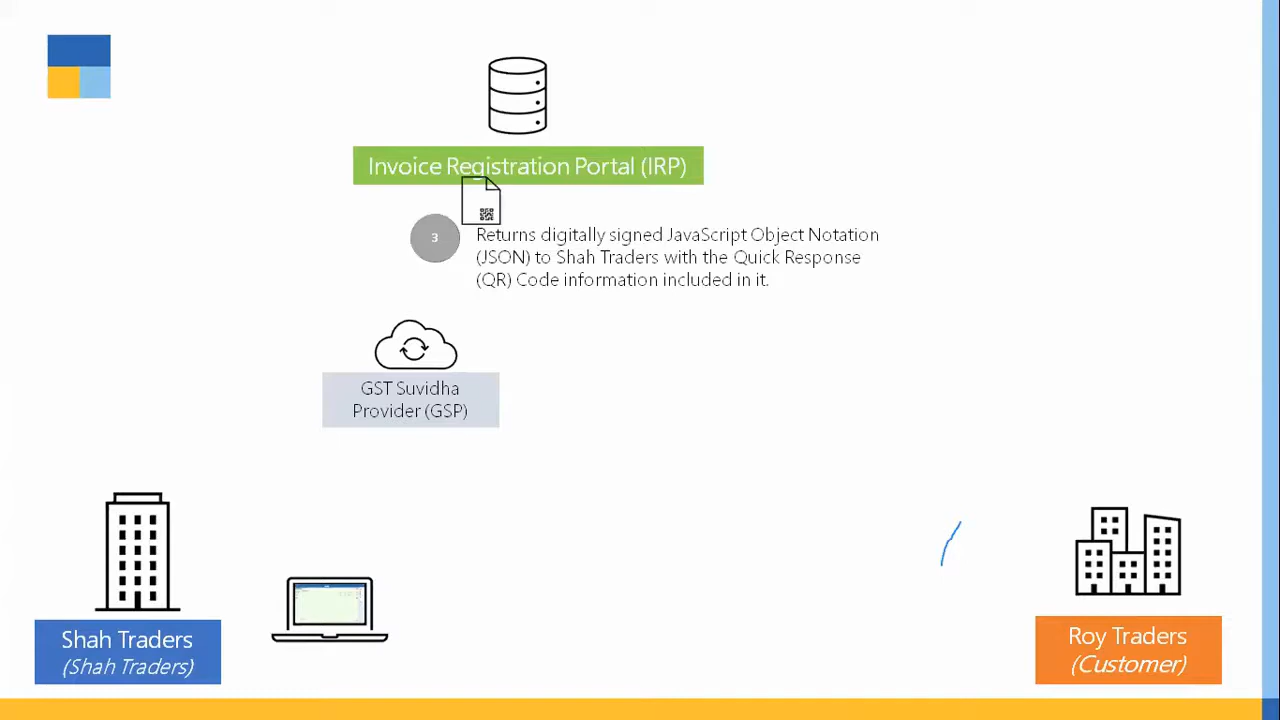 Invoice Registration Portal (IRP)
3
Returns digitally signed JavaScript Object Notation
(JSON) to Shah Traders with the Quick Response
(QR) Code information included in it.
GST Suvidha
Provider (GSP)
Shah Traders
(Shah Traders)
Roy Traders
(Customer)